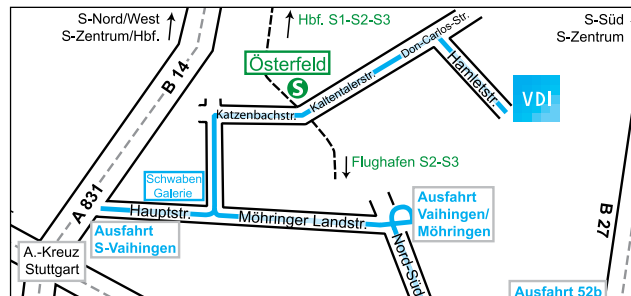 S-Nord/West
S-Zentrum/Hbf.
Hbf. S1-S2-S3
S-Süd
S-Zentrum
B 14
Österfeld
S
Don-Carlos-Str.
Kaltentalerstr.
Hamletstr.
VDI
Katzenbachstr.
Flughafen S2-S3
Schwaben
Galerie
A 831
Hauptstr.
Möhringer Landstr.
Ausfahrt
Vaihingen/
Möhringen
Ausfahrt
S-Vaihingen
A.-Kreuz
Stuttgart
Nord-Süd
B 27
Ausfahrt 52b